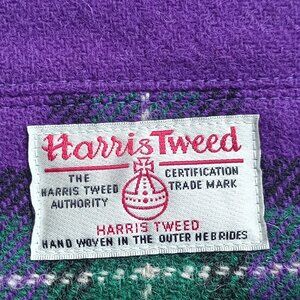 Harris Tweed
THE HARRIS TWEED AUTHORITY
CERTIFICATION TRADE MARK
HARRIS TWEED
HAND WOVEN IN THE OUTER HEBRIDES